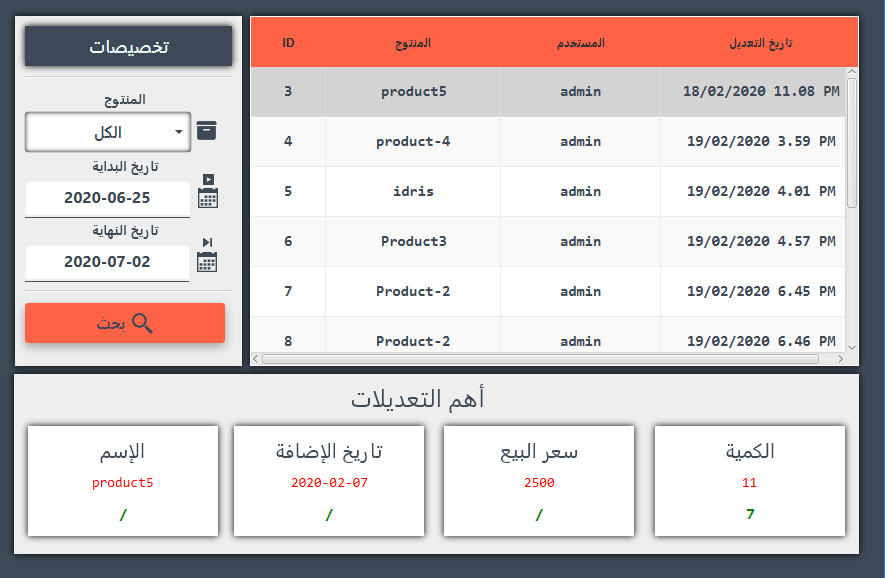 تخصيصات
المنتوج
الكل
تاريخ البداية
2020-06-25
تاريخ النهاية
2020-07-02
بحث
ID المنتوج المستخدم تاريخ التعديل
3 product5 admin 18/02/2020 11.08 PM
4 product-4 admin 19/02/2020 3.59 PM
5 idris admin 19/02/2020 4.01 PM
6 Product3 admin 19/02/2020 4.57 PM
7 Product-2 admin 19/02/2020 6.45 PM
8 Product-2 admin 19/02/2020 6.46 PM
أهم التعديلات
الإسم
product5
/
تاريخ الإضافة
2020-02-07
/
سعر البيع
2500
/
الكمية
11
7